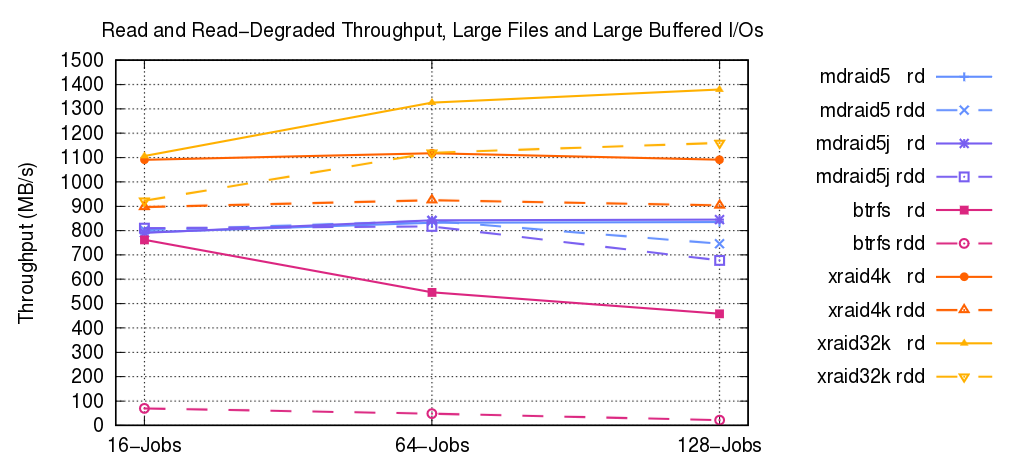 Read and Read-Degraded Throughput, Large Files and Large Buffered I/Os
Throughput (MB/s)
1500
1400
1300
1200
1100
1000
900
800
700
600
500
400
300
200
100
0
16-Jobs 64-Jobs 128-Jobs
mdraid5 rd
mdraid5 rdd
mdraid5j rd
mdraid5j rdd
btrfs rd
btrfs rdd
xraid4k rd
xraid4k rdd
xraid32k rd
xraid32k rdd